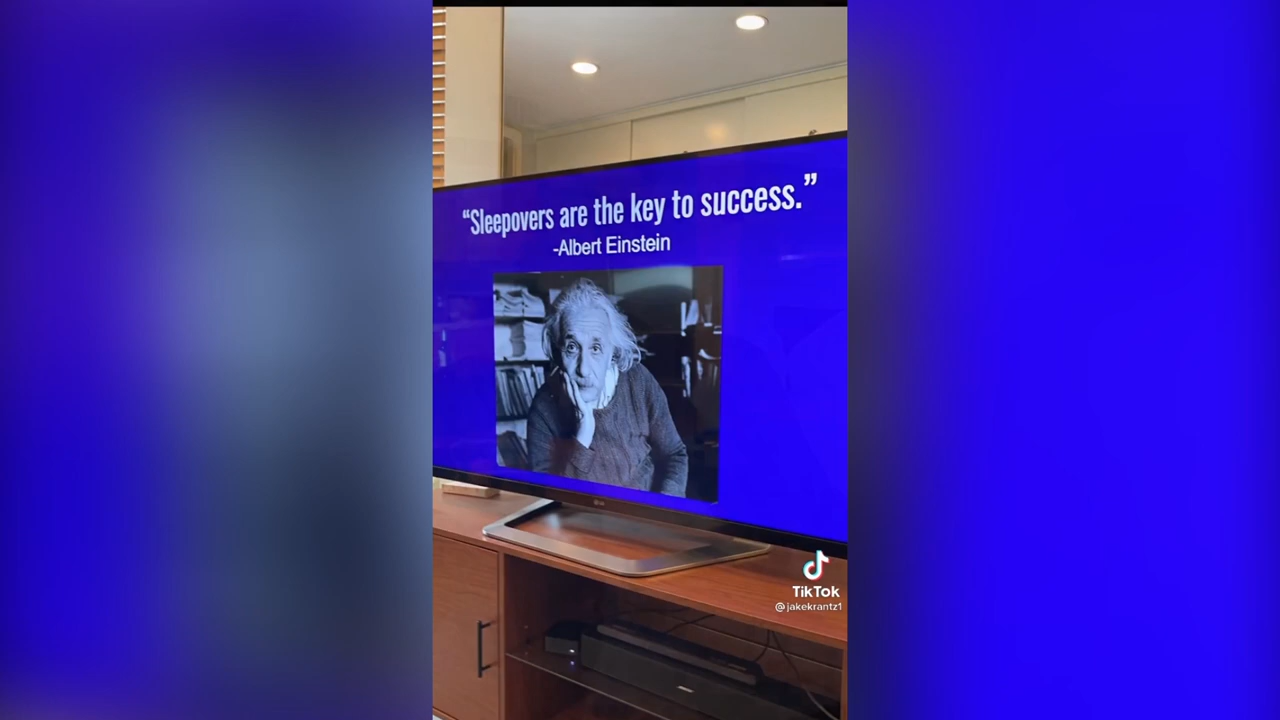 “Sleepovers are the key to success.”
-Albert Einstein
TikTok
@jakekrantz1